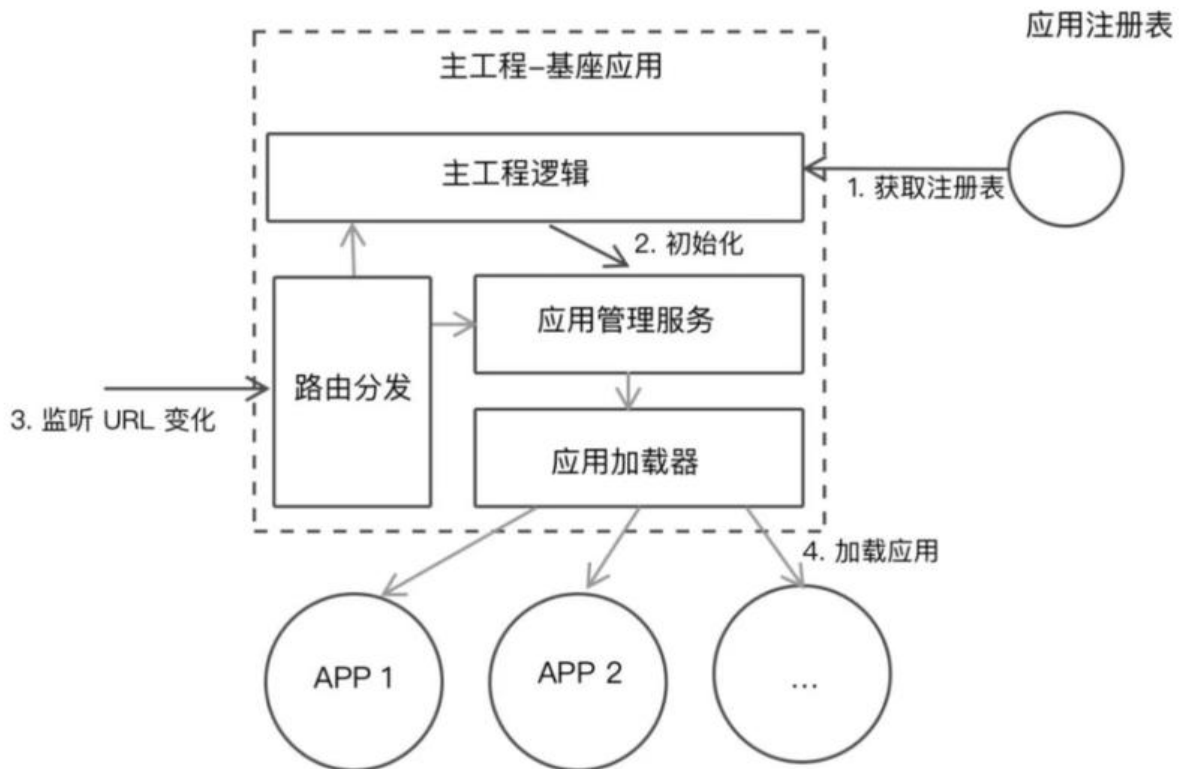 应用注册表
主工程-基座应用
主工程逻辑
1. 获取注册表
2. 初始化
应用管理服务
路由分发
3. 监听 URL 变化
应用加载器
4. 加载应用
APP 1
APP 2
...